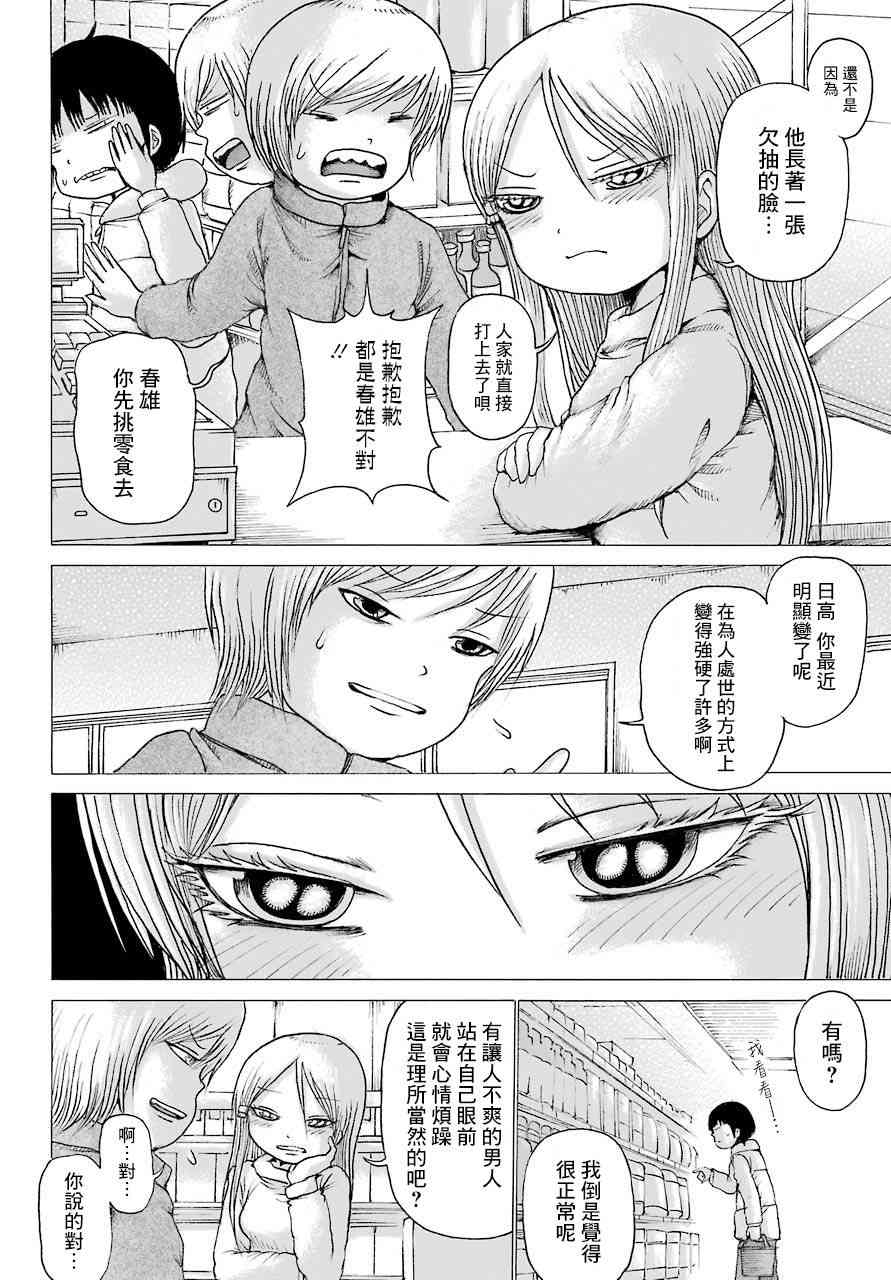 還不是
因為
他長著一張
欠抽的臉…
人家就直接
打上去了唄
抱歉抱歉
都是春雄不對
!!
春雄
你先挑零食去
日高 你最近
明顯變了呢
在為人處世的方式上
變得強硬了許多啊
有嗎?
我看看…
我倒是覺得
很正常呢
有讓人不爽的男人
站在自己眼前
就會心情煩躁
這是理所當然的吧?
啊…對…
你說的對…